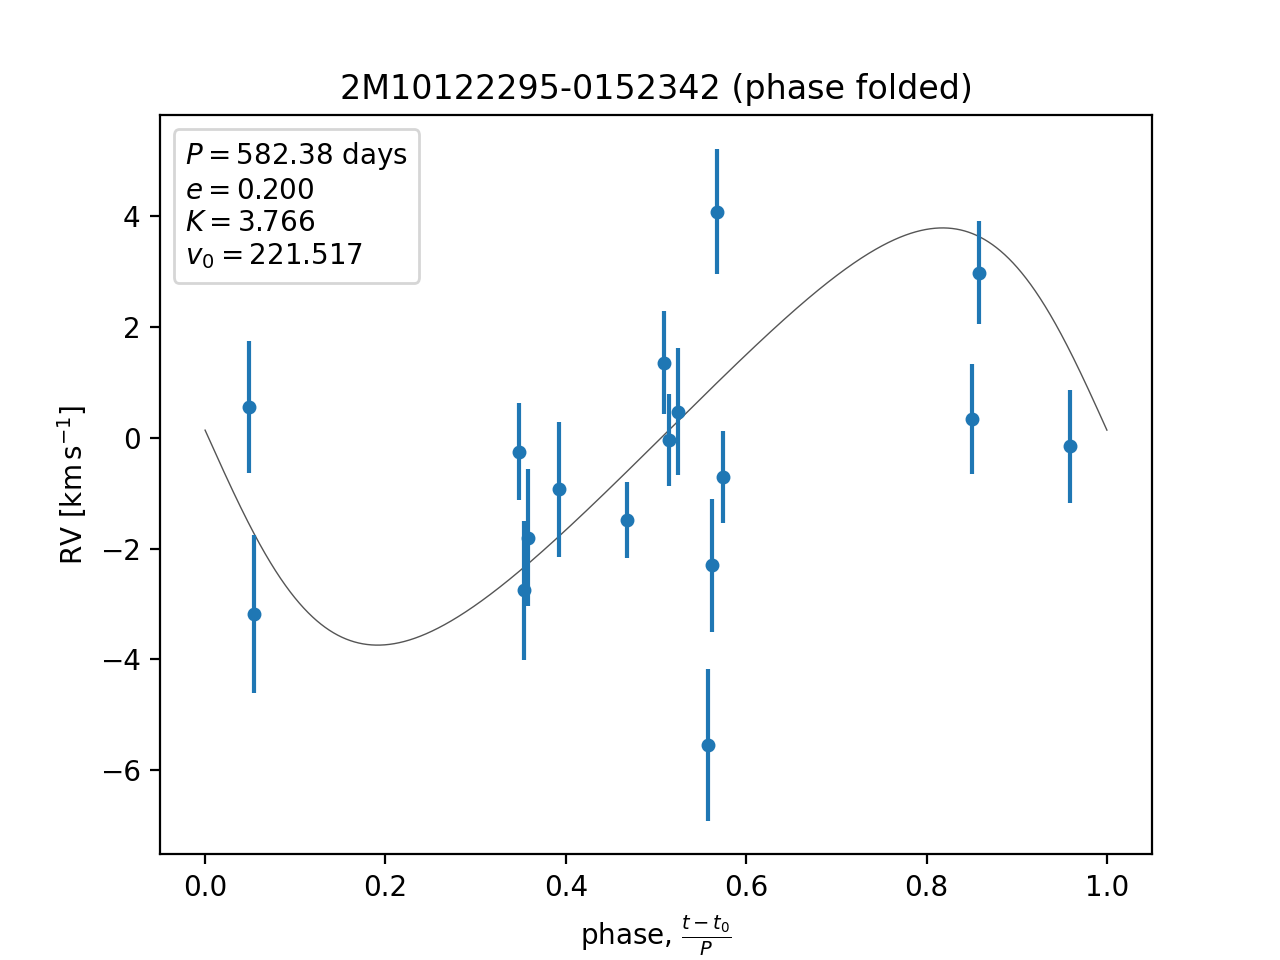 2M10122295-0152342 (phase folded)
P = 582.38 days
e = 0.200
K = 3.766
v₀ = 221.517
4
2
0
−2
−4
−6
RV [km s⁻¹]
0.0 0.2 0.4 0.6 0.8 1.0
phase, (t − t₀)/P